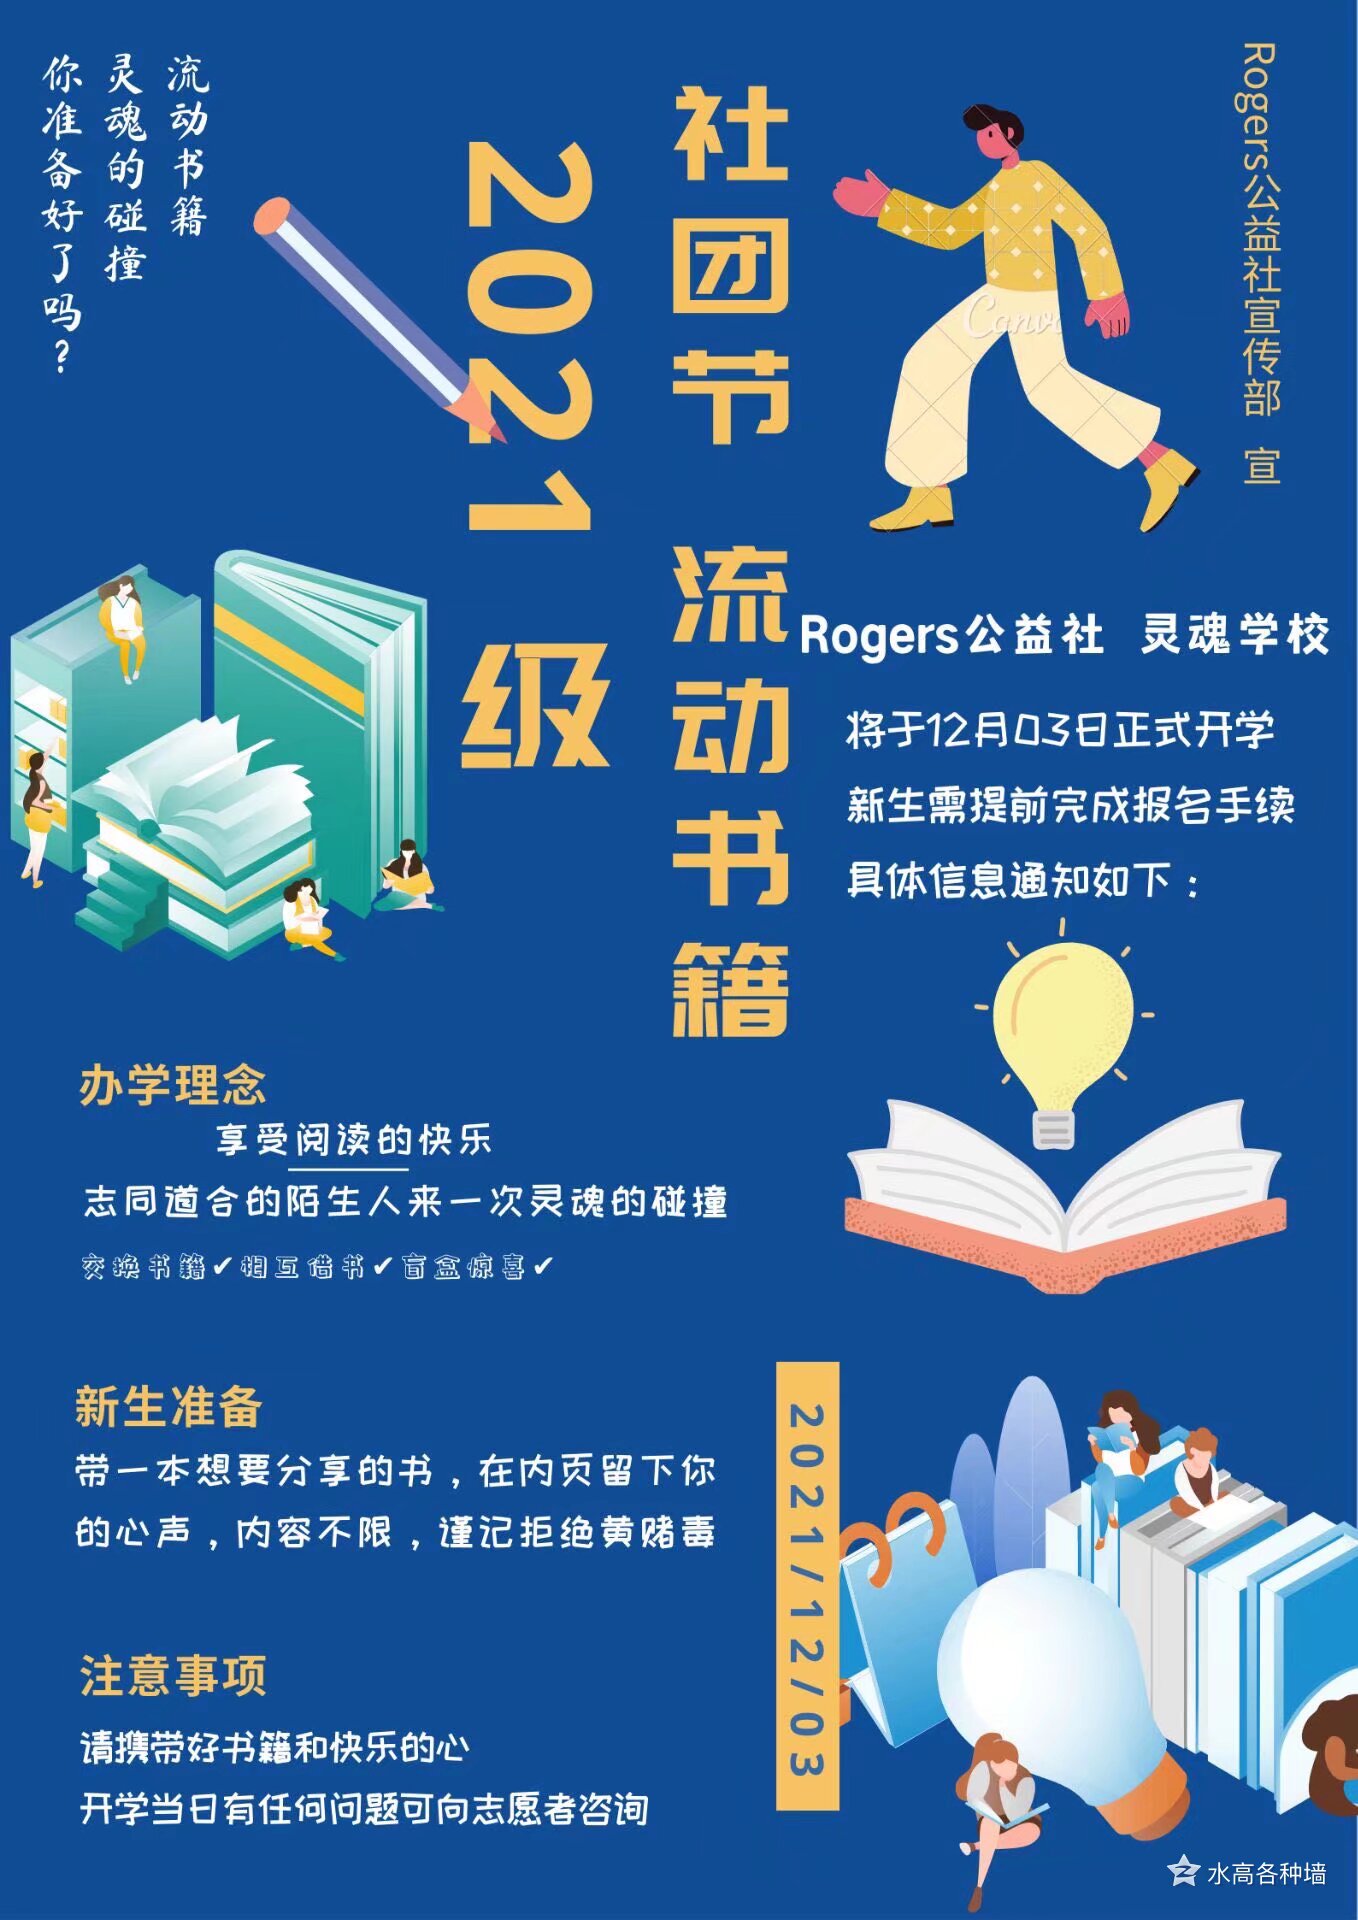 流动书籍
灵魂的碰撞
你准备好了吗？
社团节 流动书籍
2021级
Rogers公益社宣传部 宣
Canva
Rogers公益社 灵魂学校
将于12月03日正式开学
新生需提前完成报名手续
具体信息通知如下：
办学理念
享受阅读的快乐
志同道合的陌生人来一次灵魂的碰撞
交换书籍✔相互借书✔盲盒惊喜✔
新生准备
带一本想要分享的书，在内页留下你
的心声，内容不限，谨记拒绝黄赌毒
2021/12/03
注意事项
请携带好书籍和快乐的心
开学当日有任何问题可向志愿者咨询
水高各种墙